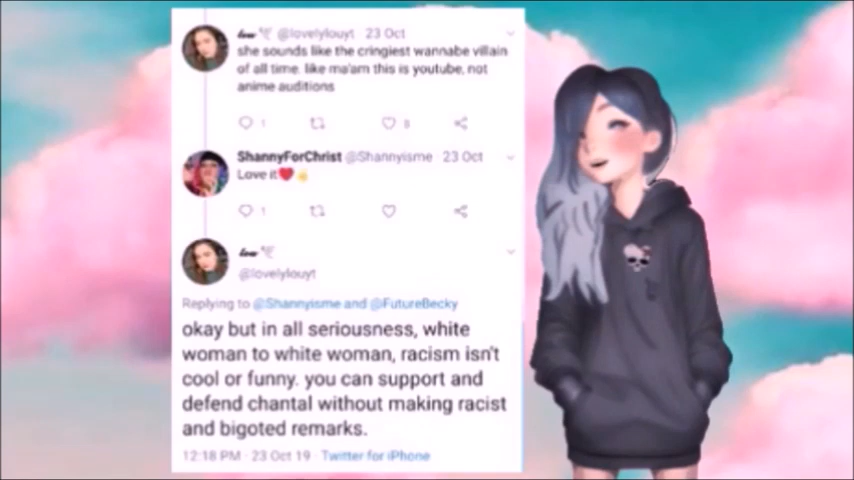 @lovelylouyt · 23 Oct
she sounds like the cringiest wannabe villain
of all time. like ma'am this is youtube, not
anime auditions
1 8
ShannyForChrist @Shannyisme · 23 Oct
Love it
1
@lovelylouyt
Replying to @Shannyisme and @FutureBecky
okay but in all seriousness, white
woman to white woman, racism isn't
cool or funny. you can support and
defend chantal without making racist
and bigoted remarks.
12:18 PM · 23 Oct 19 · Twitter for iPhone